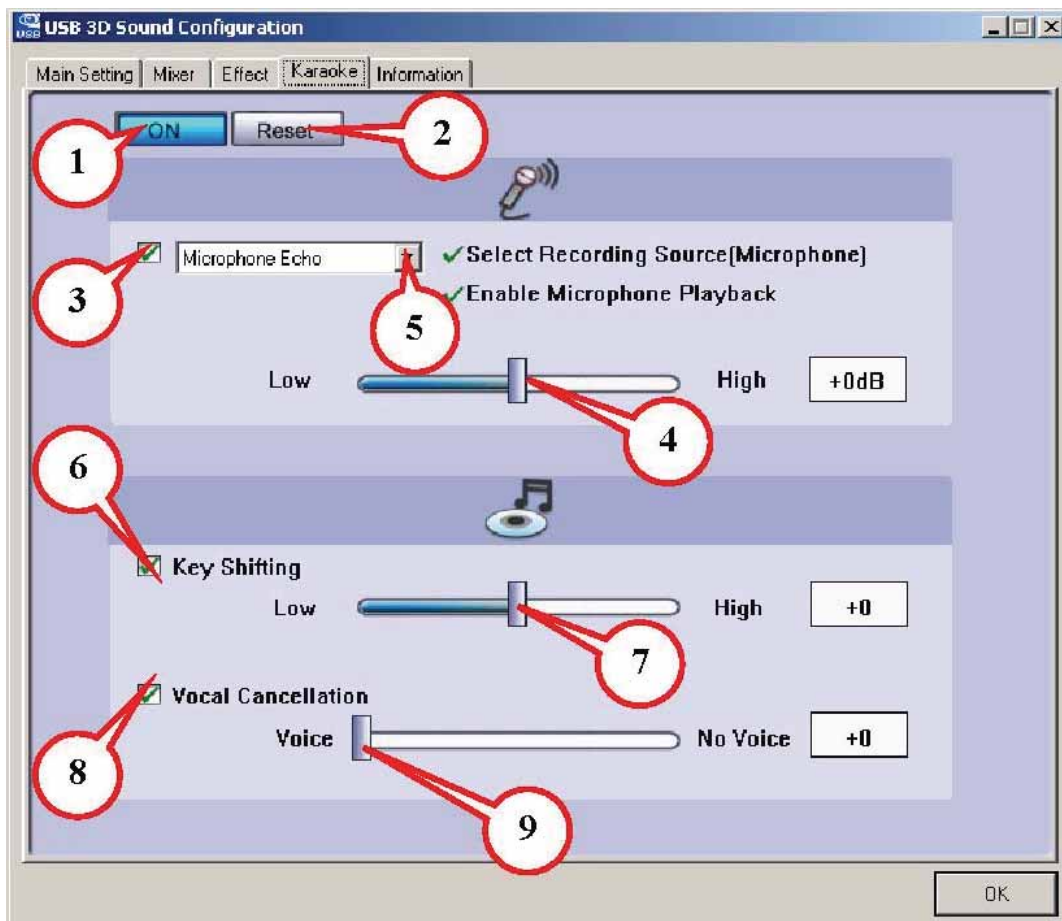 USB 3D Sound Configuration
USB
Main Setting Mixer Effect Karaoke Information
ON Reset
1
2
3
Microphone Echo
Select Recording Source(Microphone)
Enable Microphone Playback
5
Low High +0dB
4
6
Key Shifting
Low High +0
7
Vocal Cancellation
8
Voice No Voice +0
9
OK